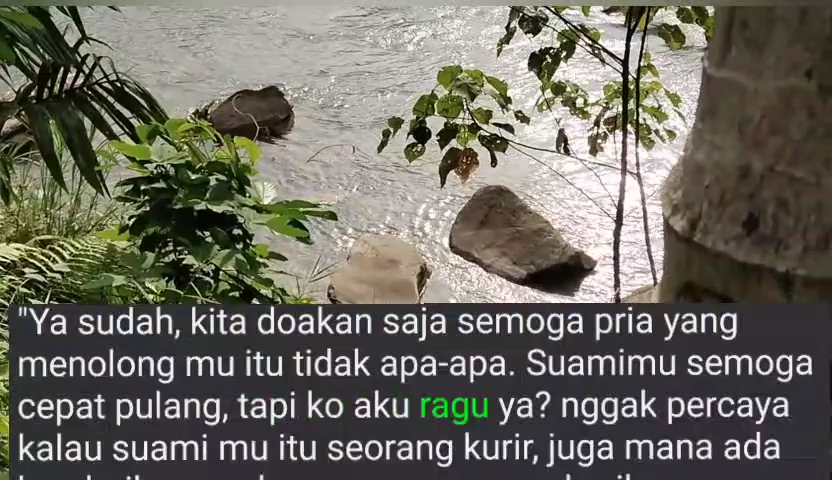 "Ya sudah, kita doakan saja semoga pria yang
menolong mu itu tidak apa-apa. Suamimu semoga
cepat pulang, tapi ko aku ragu ya? nggak percaya
kalau suami mu itu seorang kurir, juga mana ada